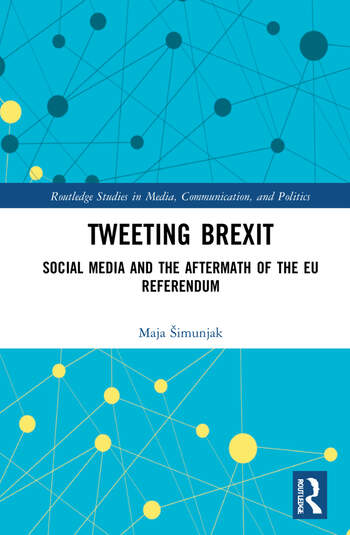 Routledge Studies in Media, Communication, and Politics
TWEETING BREXIT
SOCIAL MEDIA AND THE AFTERMATH OF THE EU
REFERENDUM
Maja Šimunjak
ROUTLEDGE